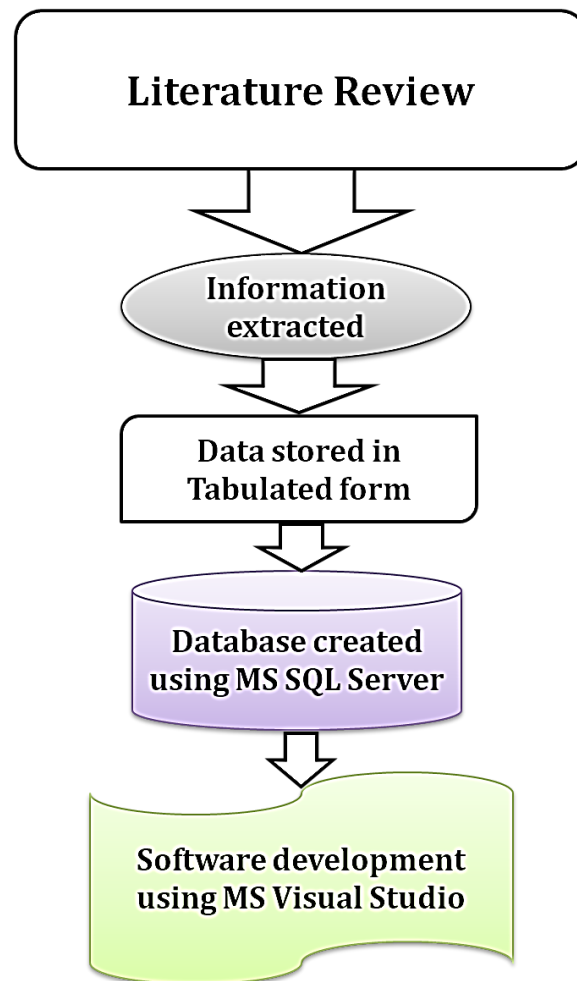 Literature Review
Information
extracted
Data stored in
Tabulated form
Database created
using MS SQL Server
Software development
using MS Visual Studio